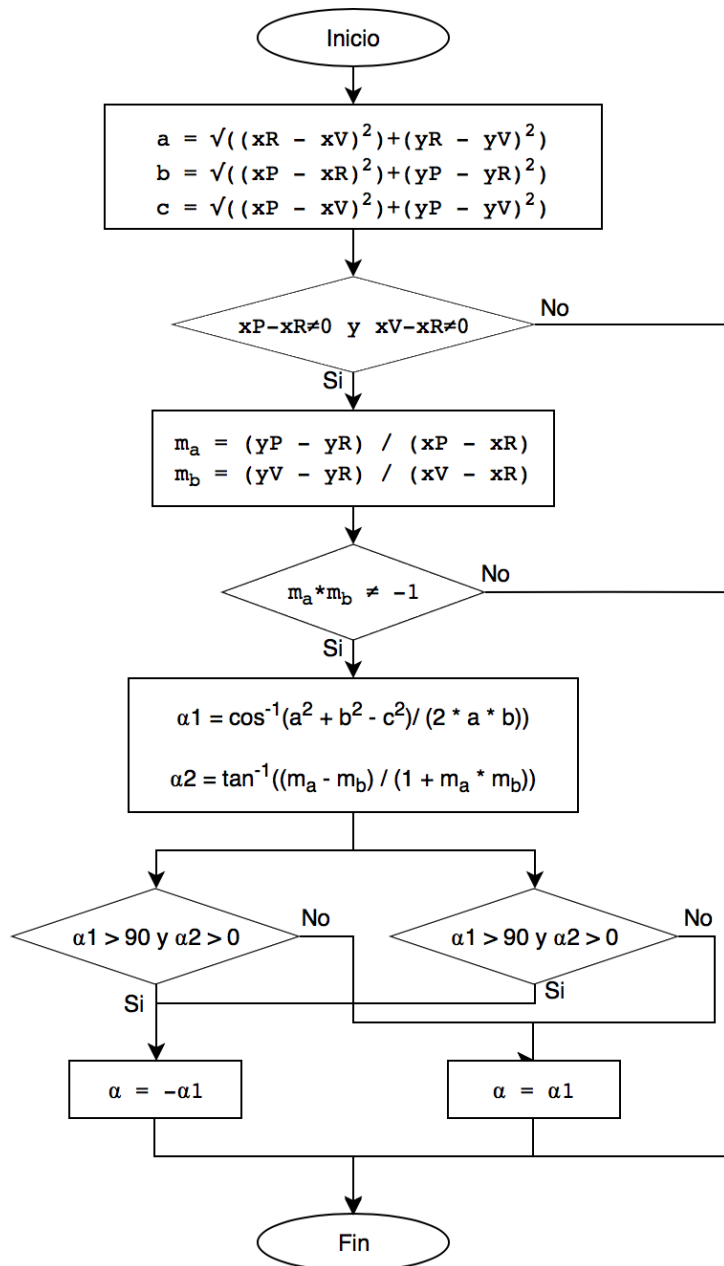 Inicio
a = √((xR - xV)²)+(yR - yV)²)
b = √((xP - xR)²)+(yP - yR)²)
c = √((xP - xV)²)+(yP - yV)²)
xP-xR≠0 y xV-xR≠0
No
Si
mₐ = (yP - yR) / (xP - xR)
m_b = (yV - yR) / (xV - xR)
mₐ*m_b ≠ -1
No
Si
α1 = cos⁻¹(a² + b² - c²)/ (2 * a * b))
α2 = tan⁻¹((mₐ - m_b) / (1 + mₐ * m_b))
α1 > 90 y α2 > 0
No
α1 > 90 y α2 > 0
No
Si
Si
α = -α1
α = α1
Fin